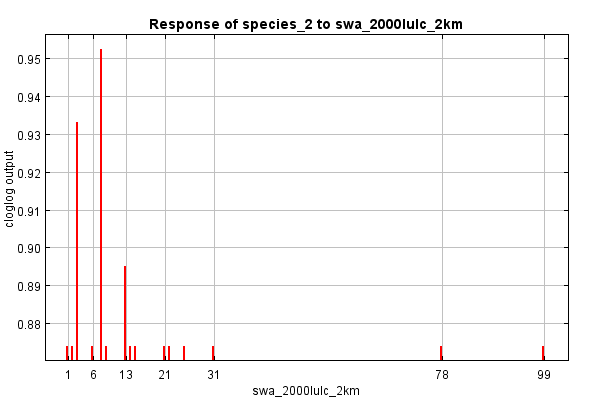 Response of species_2 to swa_2000lulc_2km
cloglog output
0.95
0.94
0.93
0.92
0.91
0.90
0.89
0.88
1 6 13 21 31 78 99
swa_2000lulc_2km